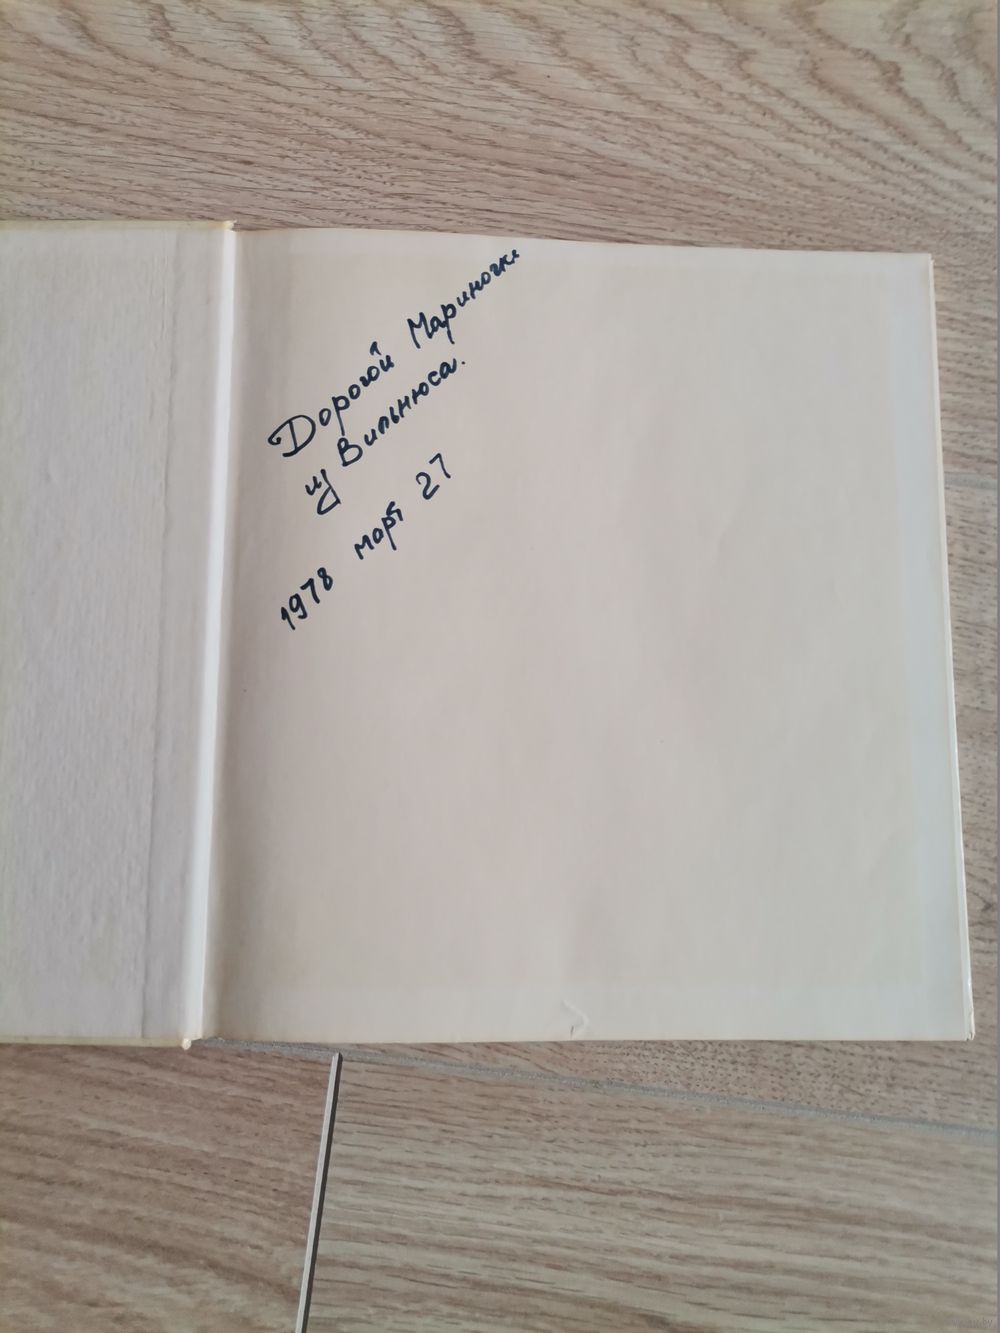 Дорогой Мариночке
из Вильнюса.
1978 март 27